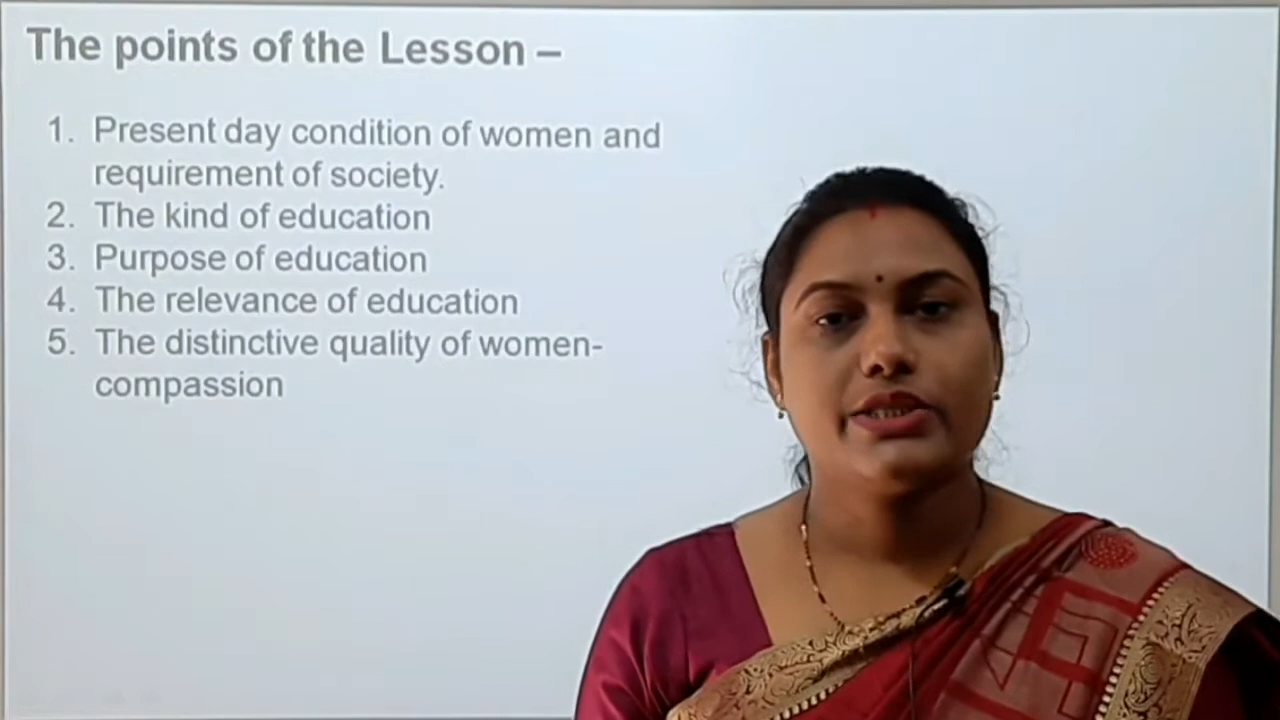 The points of the Lesson –
1. Present day condition of women and
requirement of society.
2. The kind of education
3. Purpose of education
4. The relevance of education
5. The distinctive quality of women-
compassion